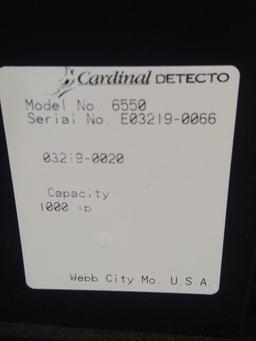 Cardinal DETECTO
Model No. 6550
Serial No. E03219-0066
03219-0020
Capacity
1000 lb
Webb City Mo. U.S.A.